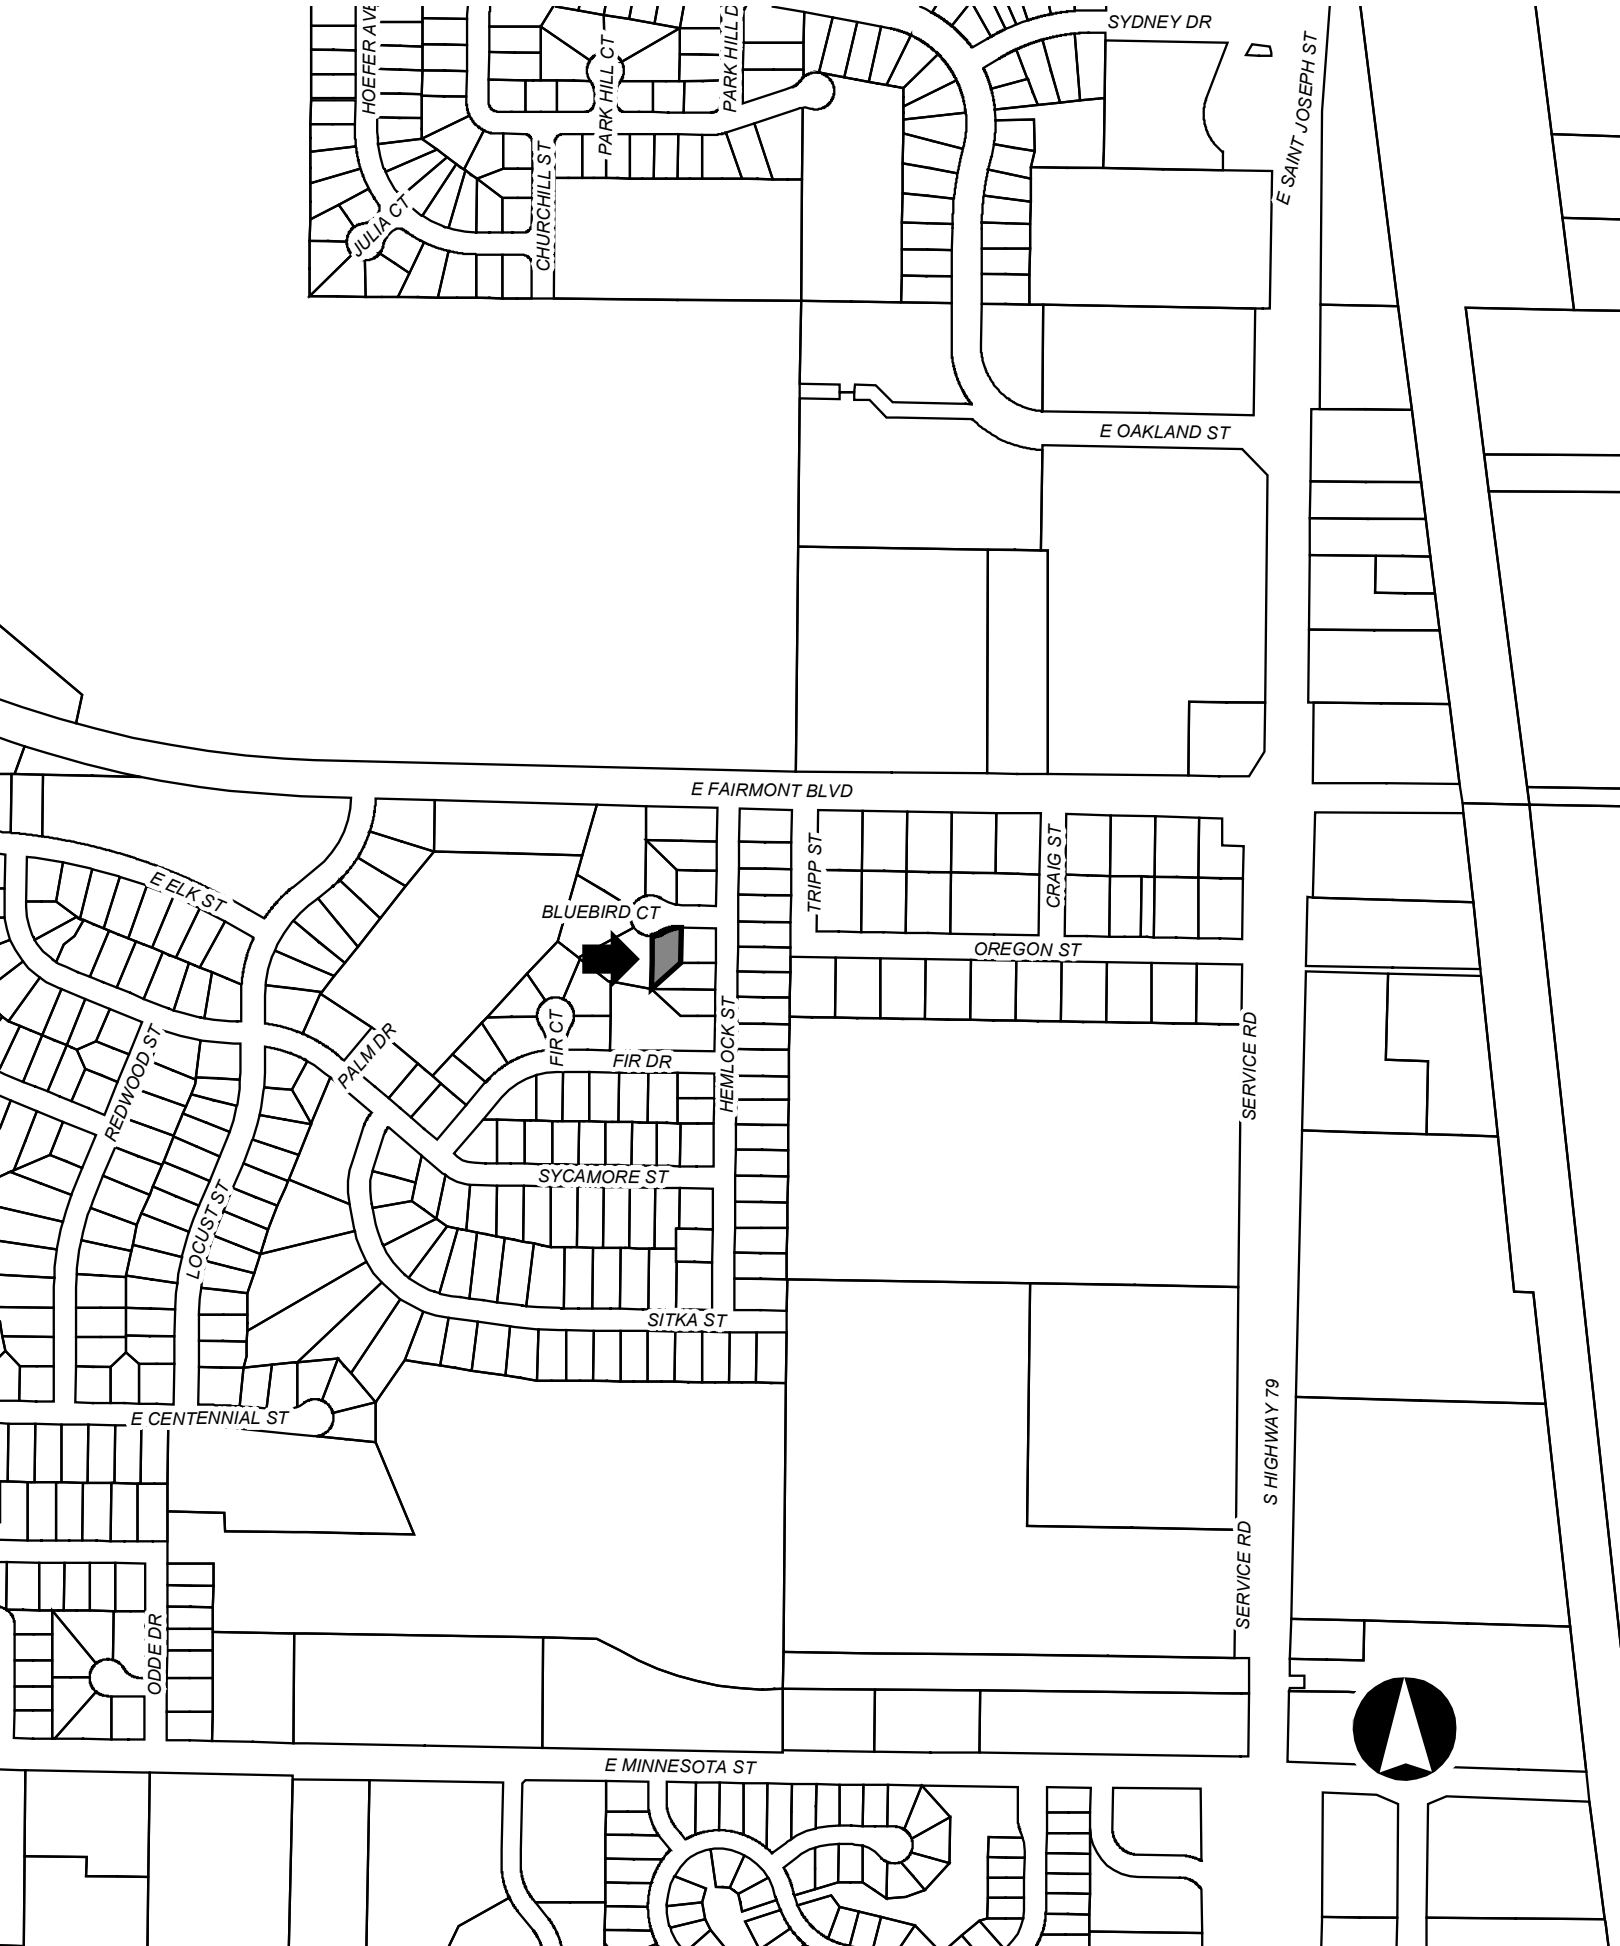 SYDNEY DR
HOEFER AVE
PARK HILL CT
PARK HILL D
E SAINT JOSEPH ST
CHURCHILL ST
JULIA CT
E OAKLAND ST
E FAIRMONT BLVD
TRIPP ST
CRAIG ST
E ELK ST
BLUEBIRD CT
OREGON ST
HEMLOCK ST
FIR CT
SERVICE RD
PALM DR
REDWOOD ST
FIR DR
SYCAMORE ST
LOCUST ST
SITKA ST
E CENTENNIAL ST
S HIGHWAY 79
SERVICE RD
ODDE DR
E MINNESOTA ST